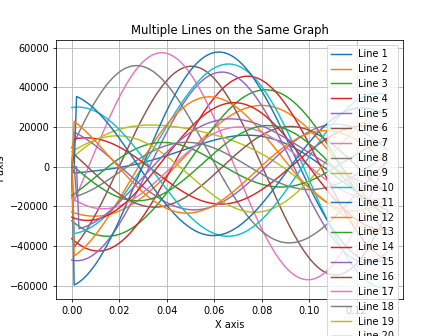 Multiple Lines on the Same Graph
60000
40000
20000
0
−20000
−40000
−60000
0.00
0.02
0.04
0.06
0.08
0.10
X axis
Line 1
Line 2
Line 3
Line 4
Line 5
Line 6
Line 7
Line 8
Line 9
Line 10
Line 11
Line 12
Line 13
Line 14
Line 15
Line 16
Line 17
Line 18
Line 19
Line 20